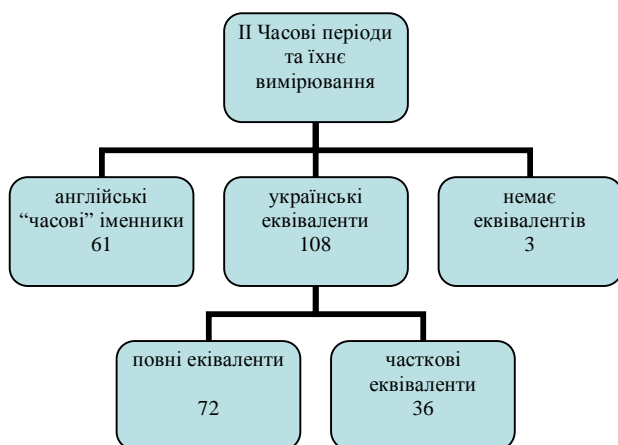 ІІ Часові періоди
та їхнє
вимірювання
англійські
“часові” іменники
61
українські
еквіваленти
108
немає
еквівалентів
3
повні еківаленти
72
часткові
еквіваленти
36